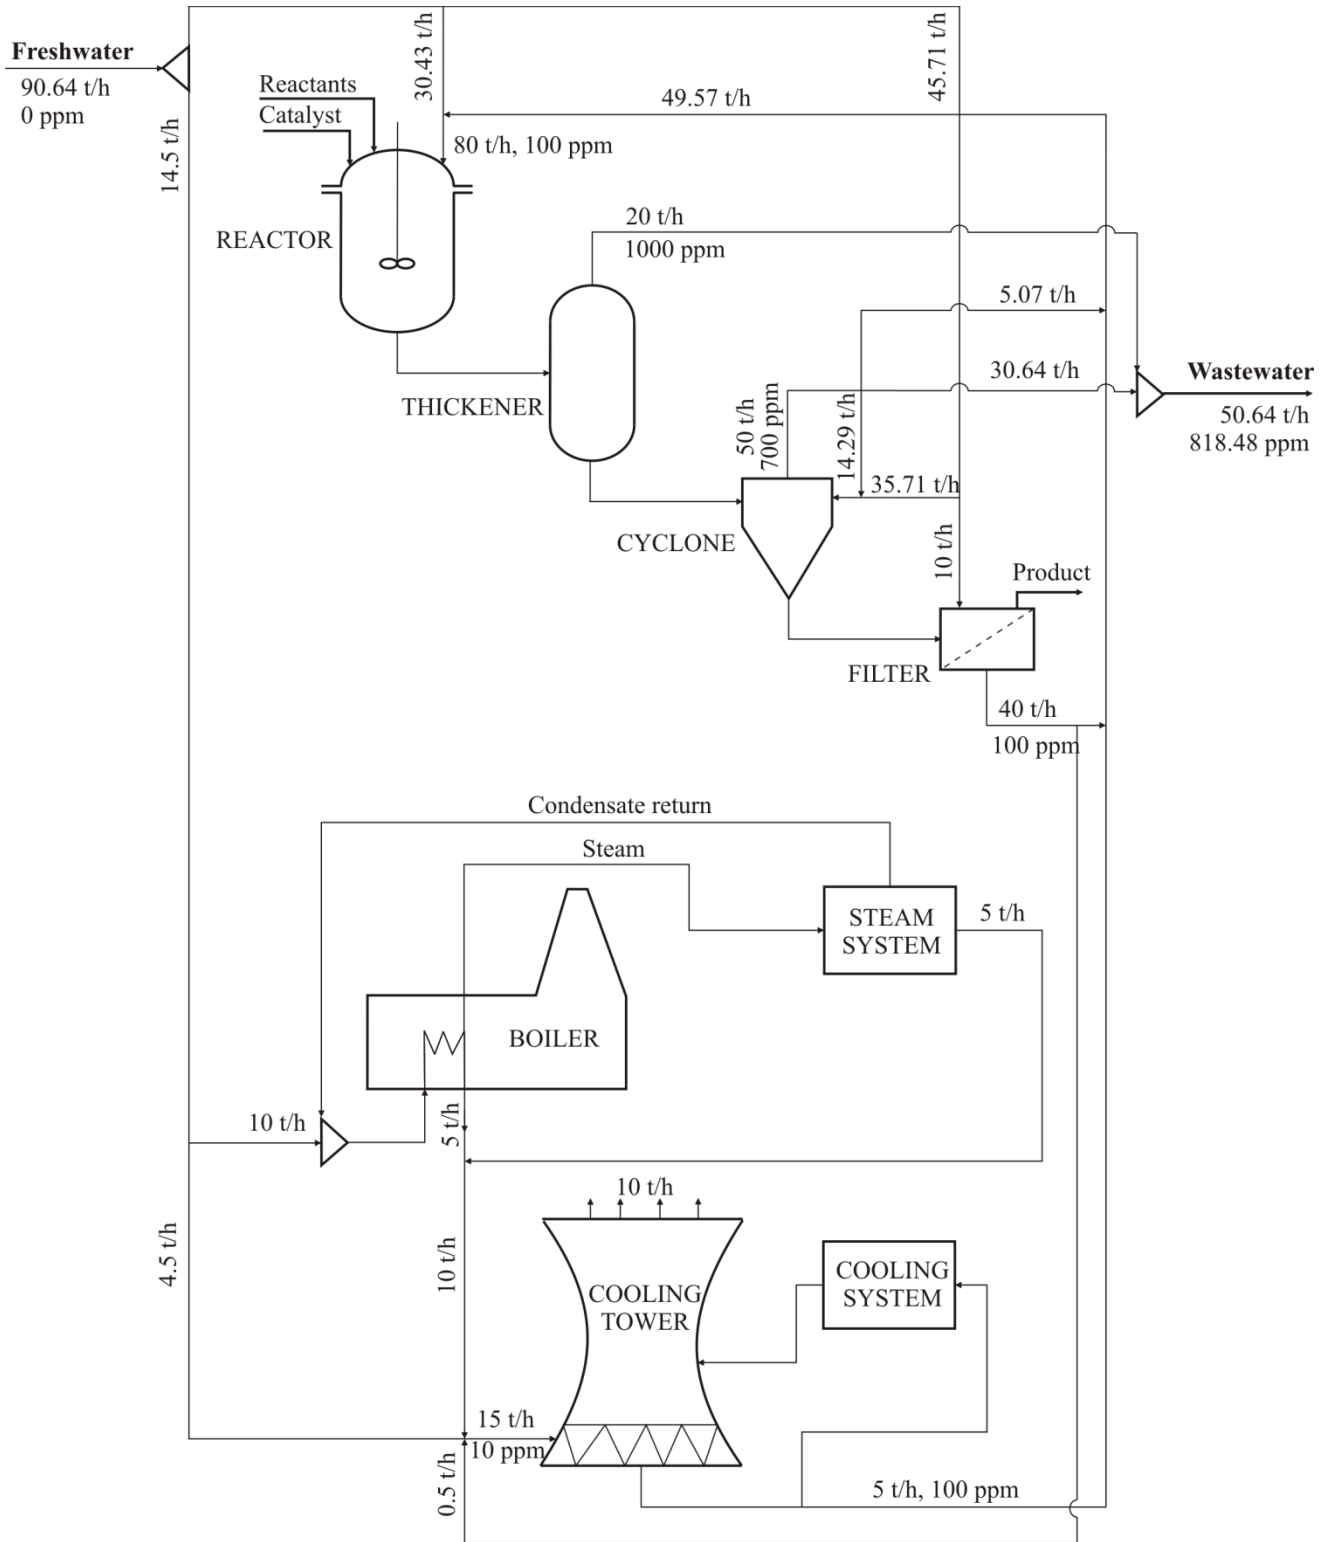 Freshwater
90.64 t/h
0 ppm
14.5 t/h
30.43 t/h
45.71 t/h
Reactants
Catalyst
49.57 t/h
80 t/h, 100 ppm
REACTOR
20 t/h
1000 ppm
5.07 t/h
30.64 t/h
Wastewater
50.64 t/h
818.48 ppm
THICKENER
50 t/h
700 ppm
14.29 t/h
35.71 t/h
CYCLONE
10 t/h
Product
FILTER
40 t/h
100 ppm
Condensate return
Steam
STEAM
SYSTEM
5 t/h
BOILER
10 t/h
5 t/h
10 t/h
4.5 t/h
10 t/h
COOLING
TOWER
COOLING
SYSTEM
15 t/h
10 ppm
0.5 t/h
5 t/h, 100 ppm